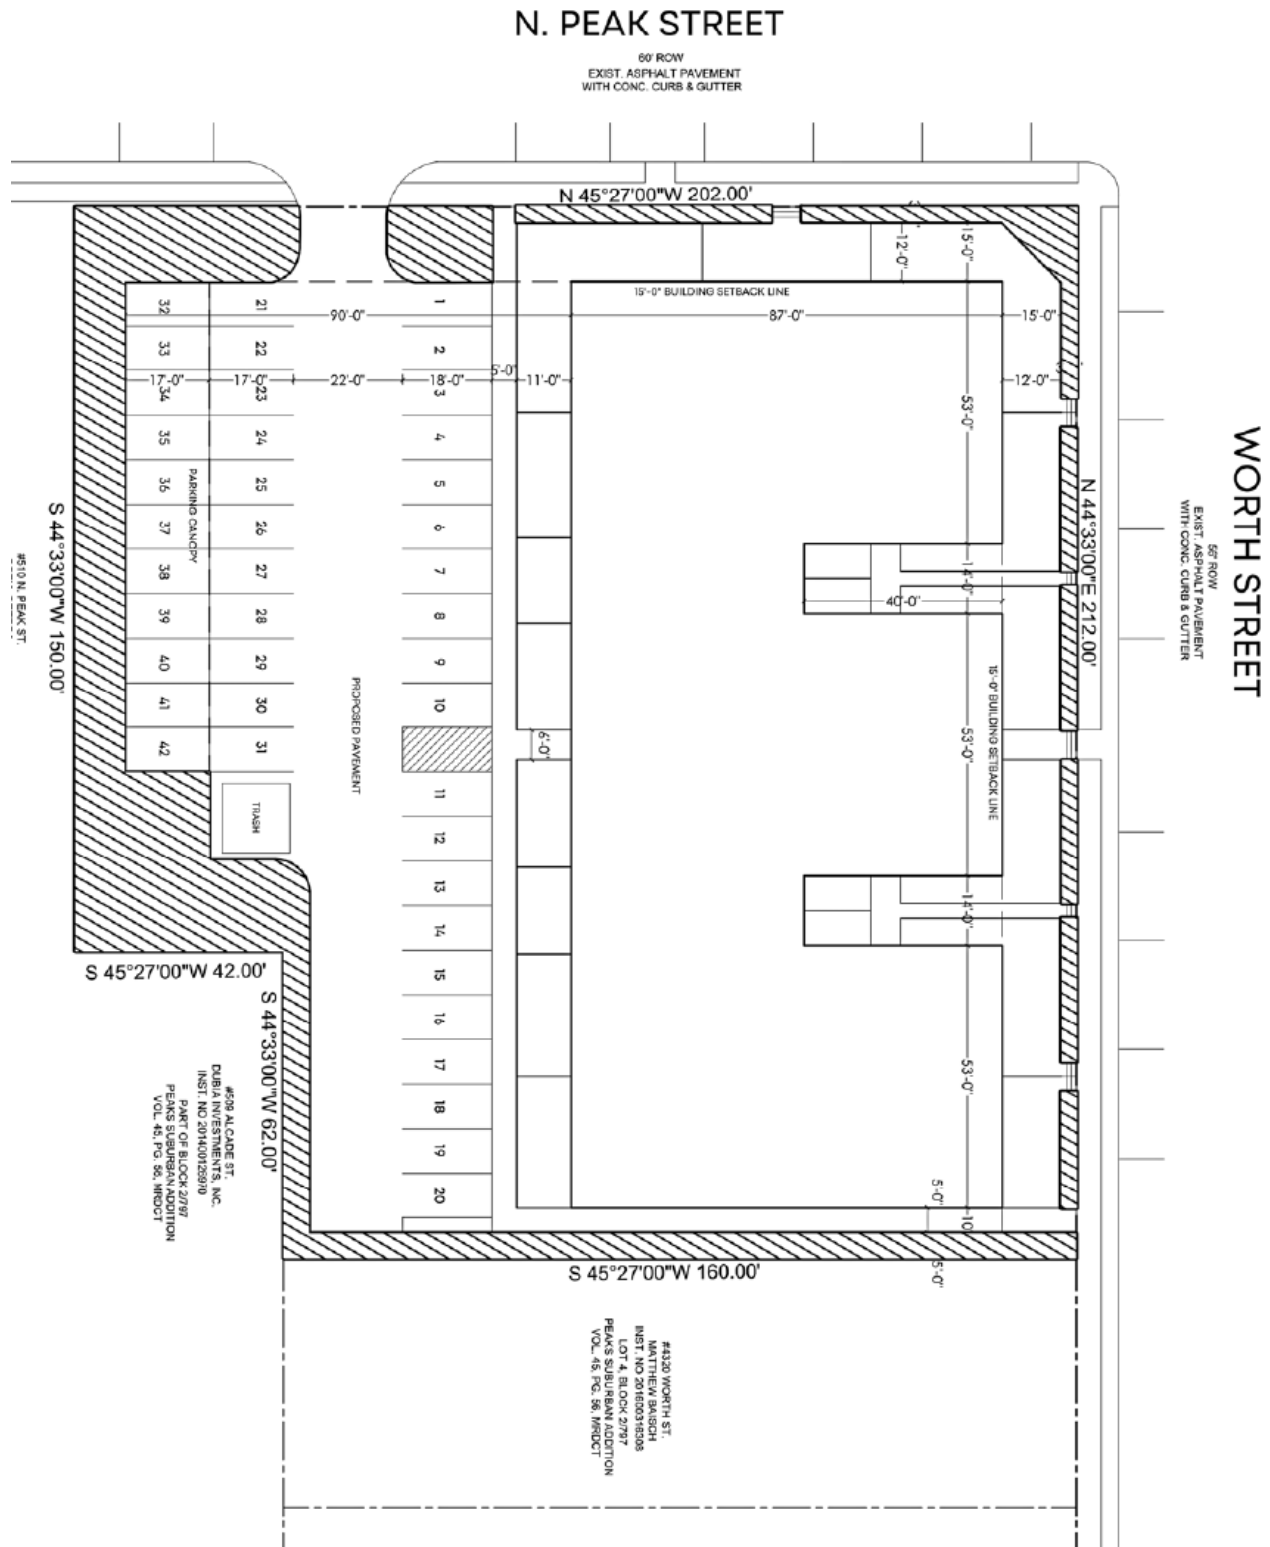 N. PEAK STREET
60' ROW
EXIST. ASPHALT PAVEMENT
WITH CONC. CURB & GUTTER
N 45°27'00"W 202.00'
12'-0"
15'-0"
15'-0" BUILDING SETBACK LINE
90'-0"
87'-0"
15'-0"
17'-0"
17'-0"
22'-0"
18'-0"
5'-0"
11'-0"
12'-0"
32
33
34
35
36
37
38
39
40
41
42
PARKING CANOPY
21
22
23
24
25
26
27
28
29
30
31
TRASH
PROPOSED PAVEMENT
1
2
3
4
5
6
7
8
9
10
11
12
13
14
15
16
17
18
19
20
6'-0"
53'-0"
14'-0"
40'-0"
53'-0"
14'-0"
53'-0"
10
5'-0"
5'-0"
15'-0" BUILDING SETBACK LINE
N 44°33'00"E 212.00'
WORTH STREET
56' ROW
EXIST. ASPHALT PAVEMENT
WITH CONC. CURB & GUTTER
S 44°33'00"W 150.00'
#510 N. PEAK ST.
S 45°27'00"W 42.00'
S 44°33'00"W 62.00'
#509 ALCADE ST.
DUBIA INVESTMENTS, INC.
INST. NO 201400126970
PART OF BLOCK 2/797
PEAKS SUBURBAN ADDITION
VOL. 45, PG. 56, MRDCT
S 45°27'00"W 160.00'
#4320 WORTH ST.
MATTHEW BAISCH
INST. NO 201600316308
LOT 4, BLOCK 2/797
PEAKS SUBURBAN ADDITION
VOL. 45, PG. 56, MRDCT